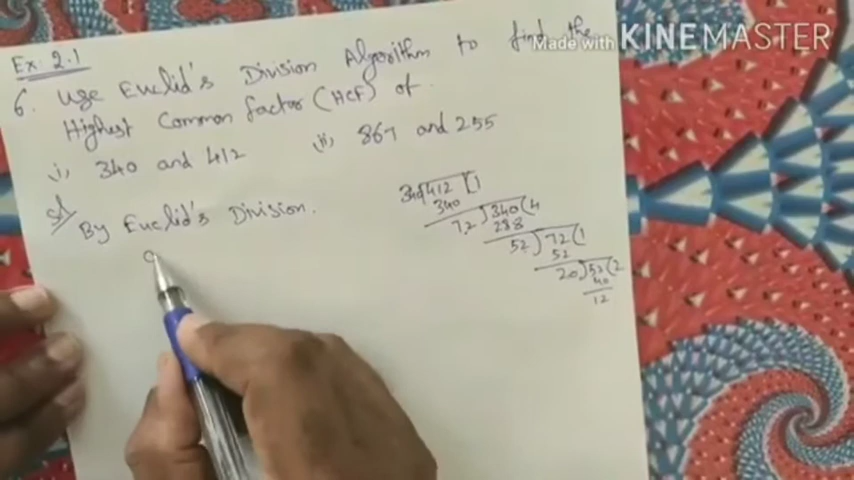 Made with KINEMASTER
Ex: 2.1
6. Use Euclid's Division Algorithm to find the
Highest Common factor (HCF) of
i) 340 and 412 ii) 867 and 255
Sol
By Euclid's Division.
340)412(1
340
72)340(4
288
52)72(1
52
20)52(2
40
12